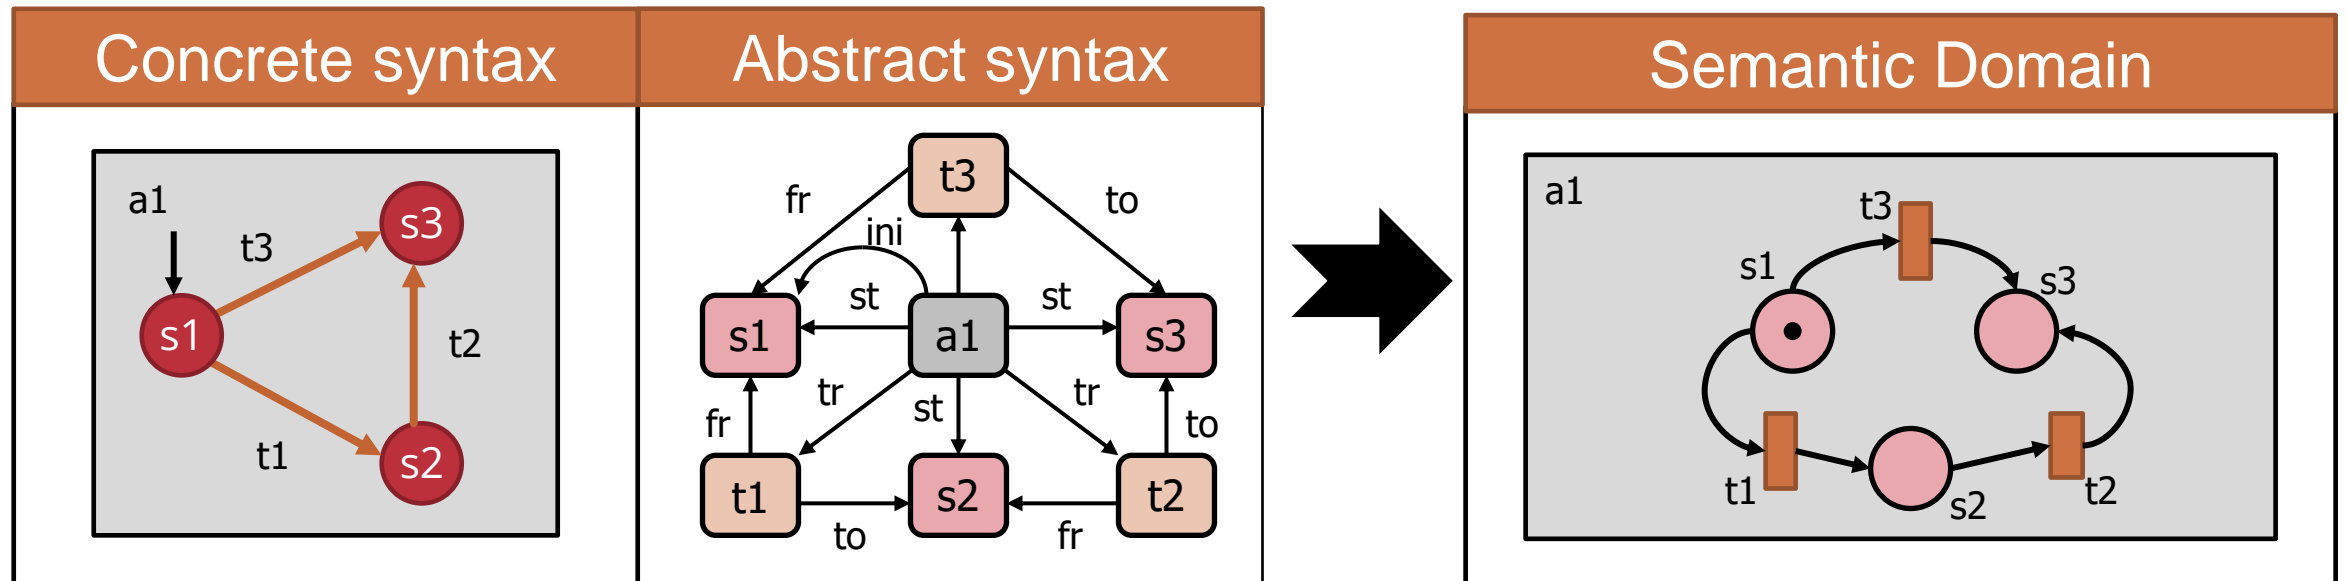 Concrete syntax
Abstract syntax
Semantic Domain
a1
t3
s3
s1
t2
s2
t1
t3
fr
to
ini
st
st
s1
a1
s3
tr
tr
st
fr
to
t1
s2
t2
to
fr
a1
t3
s1
s3
t1
t2
s2